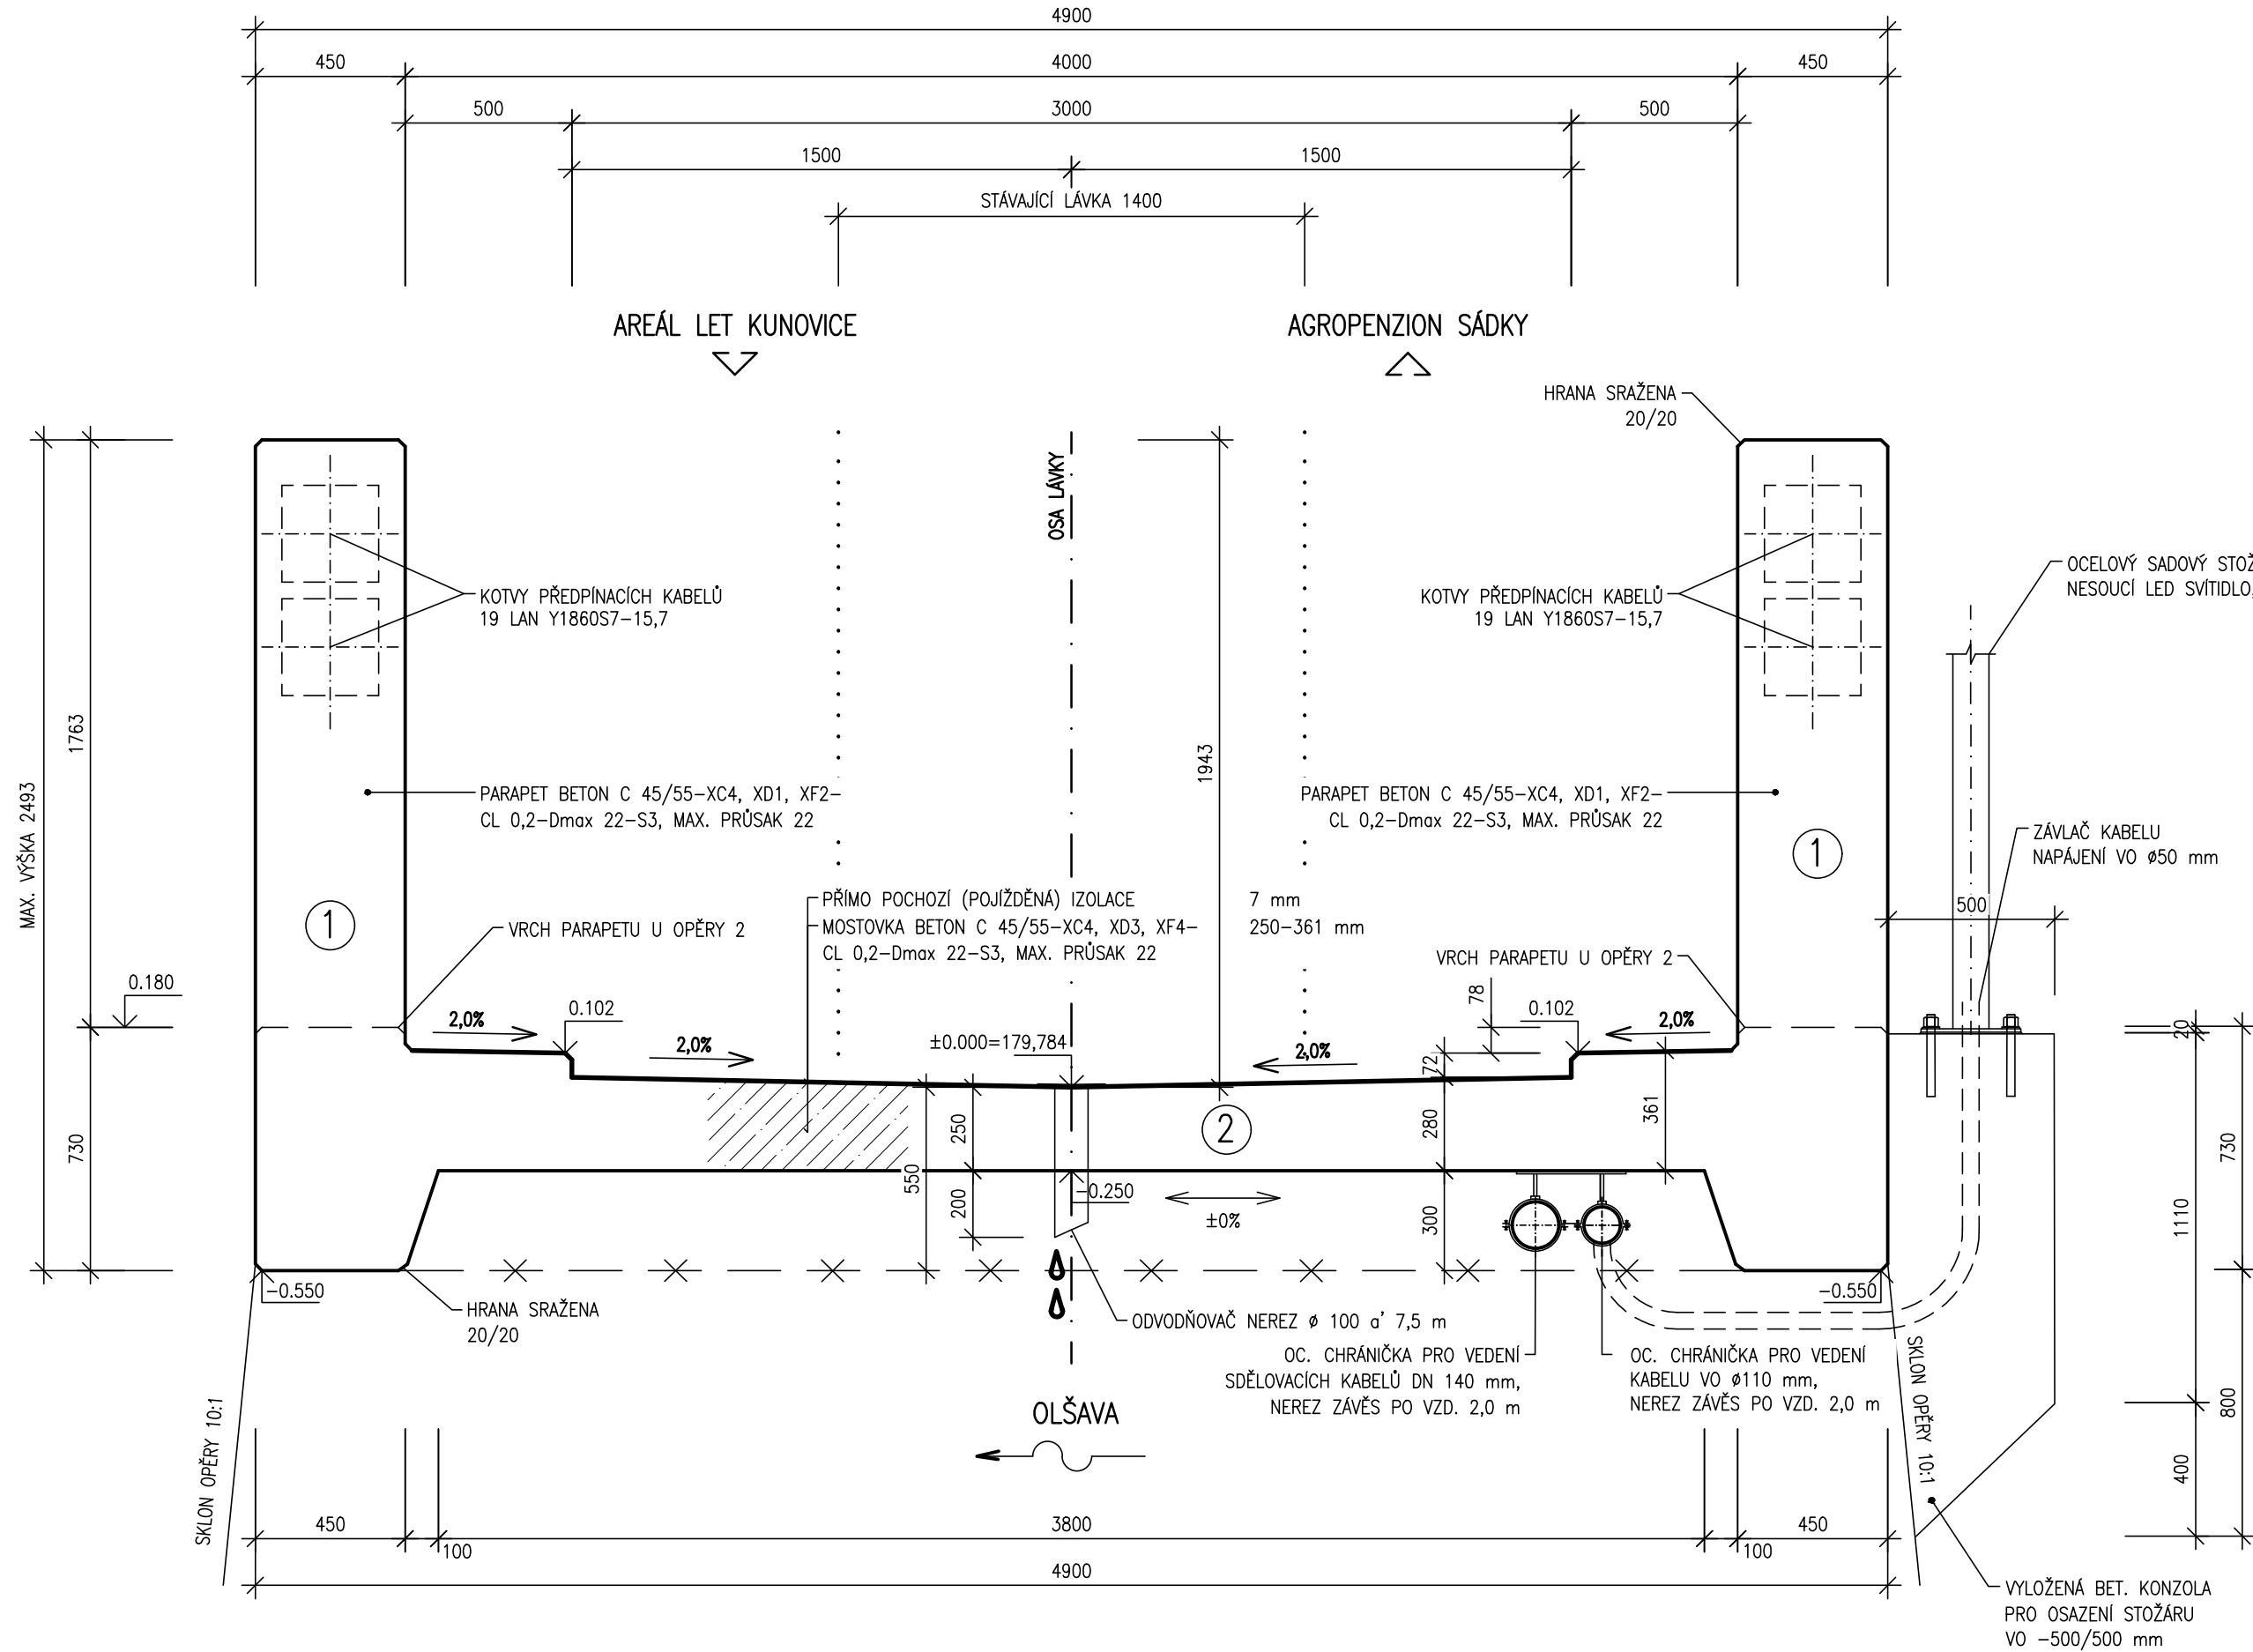 4900
450
4000
450
500
3000
500
1500
1500
STÁVAJÍCÍ LÁVKA 1400
AREÁL LET KUNOVICE
AGROPENZION SÁDKY
HRANA SRAŽENA
20/20
OSA LÁVKY
KOTVY PŘEDPÍNACÍCH KABELŮ
19 LAN Y1860S7-15,7
KOTVY PŘEDPÍNACÍCH KABELŮ
19 LAN Y1860S7-15,7
OCELOVÝ SADOVÝ
NESOUCÍ LED SVÍTIDLO,
1763
MAX. VÝŠKA 2493
1943
PARAPET BETON C 45/55-XC4, XD1, XF2-
CL 0,2-Dmax 22-S3, MAX. PRŮSAK 22
PARAPET BETON C 45/55-XC4, XD1, XF2-
CL 0,2-Dmax 22-S3, MAX. PRŮSAK 22
1
1
ZÁVLAČ KABELU
NAPÁJENÍ VO ø50 mm
500
PŘÍMO POCHOZÍ (POJÍŽDĚNÁ) IZOLACE 7 mm
MOSTOVKA BETON C 45/55-XC4, XD3, XF4- 250-361 mm
CL 0,2-Dmax 22-S3, MAX. PRŮSAK 22
VRCH PARAPETU U OPĚRY 2
VRCH PARAPETU U OPĚRY 2
0.180
78
0.102
0.102
2,0%
2,0%
2,0%
2,0%
±0.000=179,784
72
20
2
250
280
361
730
550
730
-0.250
200
±0%
300
1110
-0.550
-0.550
HRANA SRAŽENA
20/20
ODVODŇOVAČ NEREZ ø 100 a' 7,5 m
OC. CHRÁNIČKA PRO VEDENÍ
SDĚLOVACÍCH KABELŮ DN 140 mm,
NEREZ ZÁVĚS PO VZD. 2,0 m
OC. CHRÁNIČKA PRO VEDENÍ
KABELU VO ø110 mm,
NEREZ ZÁVĚS PO VZD. 2,0 m
SKLON OPĚRY 10:1
SKLON OPĚRY 10:1
OLŠAVA
800
400
450
100
3800
100
450
4900
VYLOŽENÁ BET. KONZOLA
PRO OSAZENÍ STOŽÁRU
VO -500/500 mm